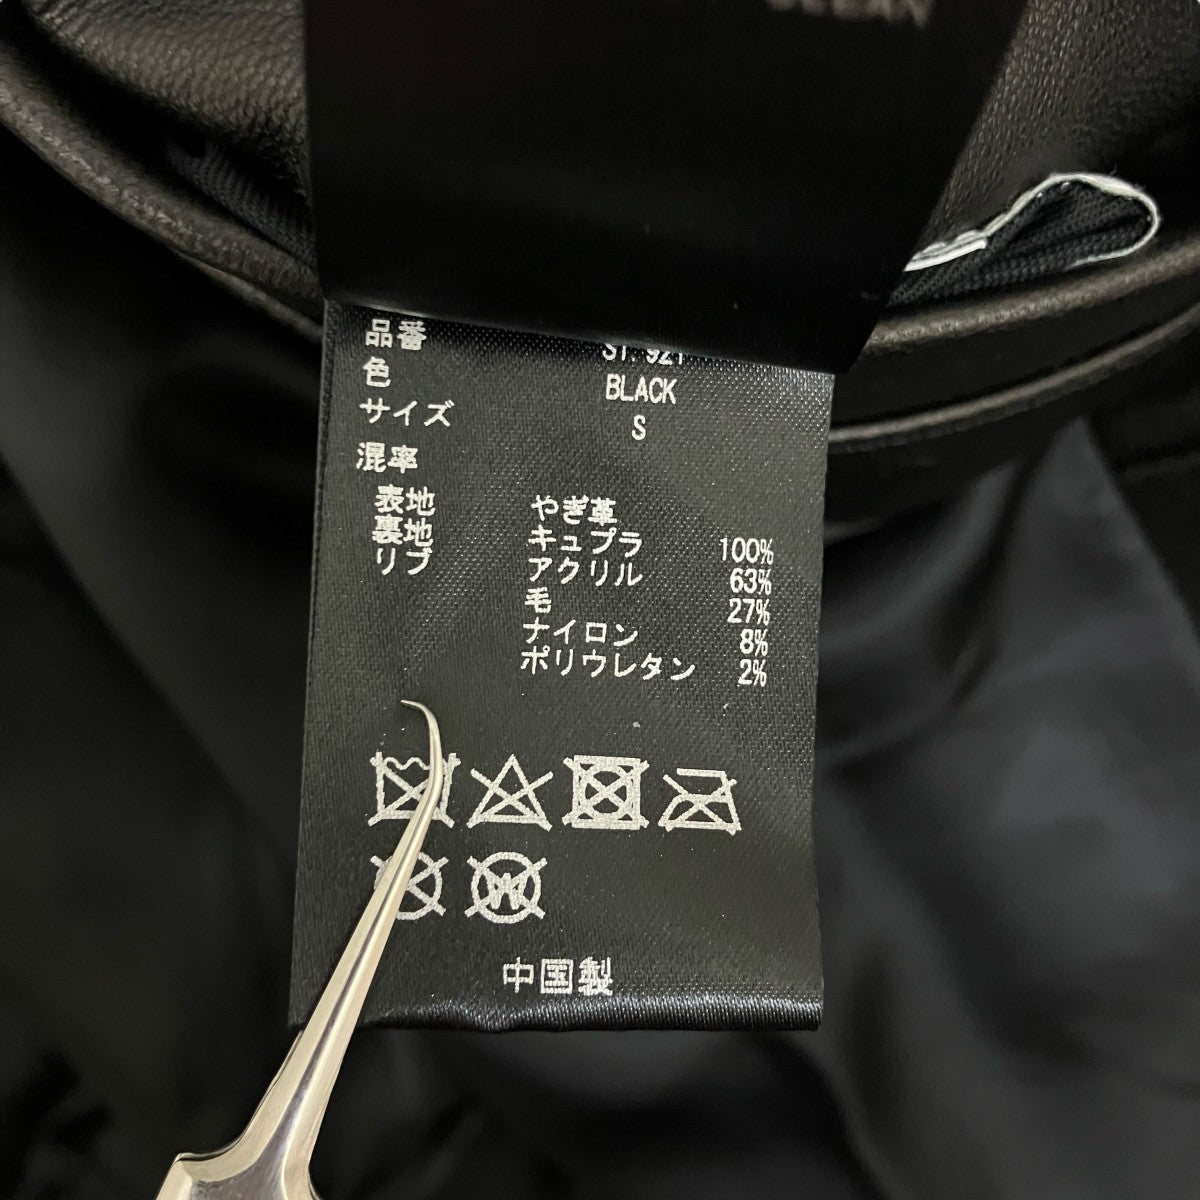 品番 ST.921
色 BLACK
サイズ S
混率
表地 やぎ革
裏地 キュプラ 100%
リブ アクリル 63%
毛 27%
ナイロン 8%
ポリウレタン 2%
中国製